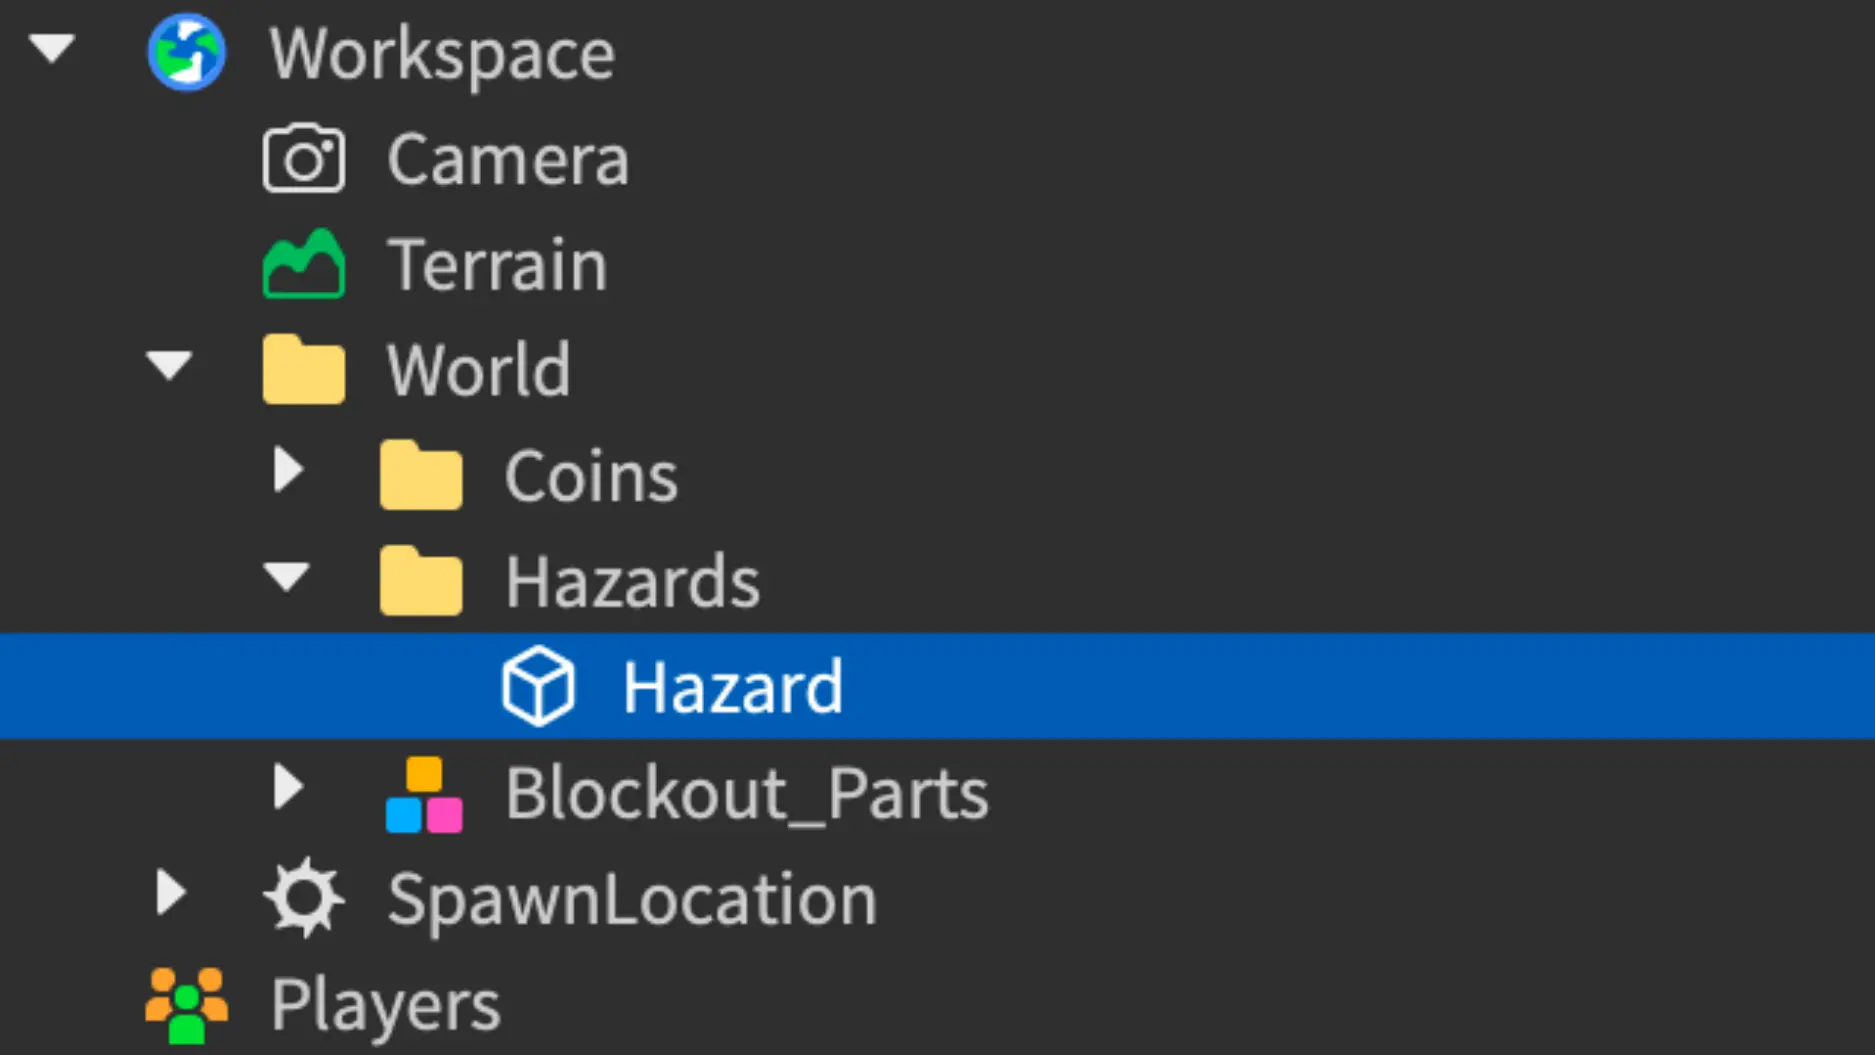 Workspace
Camera
Terrain
World
Coins
Hazards
Hazard
Blockout_Parts
SpawnLocation
Players